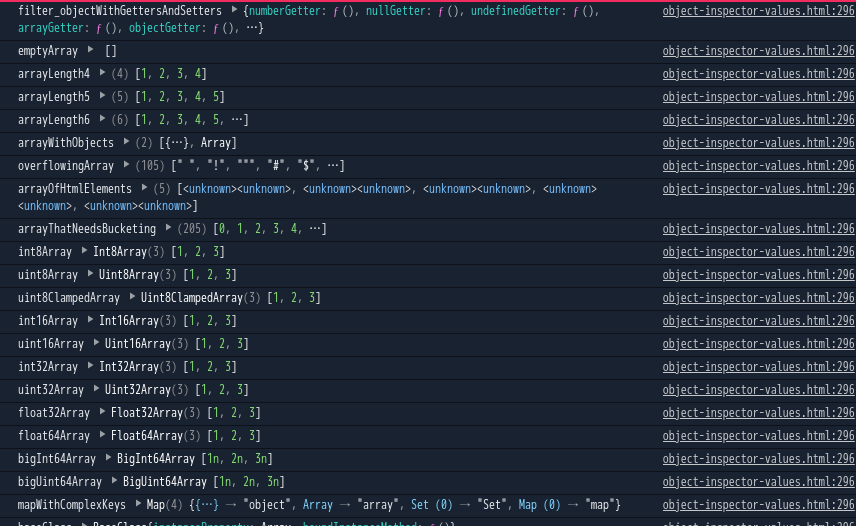 filter_objectWithGettersAndSetters ▶ {numberGetter: ƒ (), nullGetter: ƒ (), undefinedGetter: ƒ (), object-inspector-values.html:296
arrayGetter: ƒ (), objectGetter: ƒ (), …}
emptyArray ▶ [] object-inspector-values.html:296
arrayLength4 ▶ (4) [1, 2, 3, 4] object-inspector-values.html:296
arrayLength5 ▶ (5) [1, 2, 3, 4, 5] object-inspector-values.html:296
arrayLength6 ▶ (6) [1, 2, 3, 4, 5, …] object-inspector-values.html:296
arrayWithObjects ▶ (2) [{…}, Array] object-inspector-values.html:296
overflowingArray ▶ (105) [" ", "!", """, "#", "$", …] object-inspector-values.html:296
arrayOfHtmlElements ▶ (5) [<unknown><unknown>, <unknown><unknown>, <unknown><unknown>, <unknown> object-inspector-values.html:296
<unknown>, <unknown><unknown>]
arrayThatNeedsBucketing ▶ (205) [0, 1, 2, 3, 4, …] object-inspector-values.html:296
int8Array ▶ Int8Array(3) [1, 2, 3] object-inspector-values.html:296
uint8Array ▶ Uint8Array(3) [1, 2, 3] object-inspector-values.html:296
uint8ClampedArray ▶ Uint8ClampedArray(3) [1, 2, 3] object-inspector-values.html:296
int16Array ▶ Int16Array(3) [1, 2, 3] object-inspector-values.html:296
uint16Array ▶ Uint16Array(3) [1, 2, 3] object-inspector-values.html:296
int32Array ▶ Int32Array(3) [1, 2, 3] object-inspector-values.html:296
uint32Array ▶ Uint32Array(3) [1, 2, 3] object-inspector-values.html:296
float32Array ▶ Float32Array(3) [1, 2, 3] object-inspector-values.html:296
float64Array ▶ Float64Array(3) [1, 2, 3] object-inspector-values.html:296
bigInt64Array ▶ BigInt64Array [1n, 2n, 3n] object-inspector-values.html:296
bigUint64Array ▶ BigUint64Array [1n, 2n, 3n] object-inspector-values.html:296
mapWithComplexKeys ▶ Map(4) {{…} → "object", Array → "array", Set (0) → "Set", Map (0) → "map"} object-inspector-values.html:296
baseClass ▶ BaseClass{instanceProperty: Array, boundInstanceMethod: ƒ()} object-inspector-values.html:296